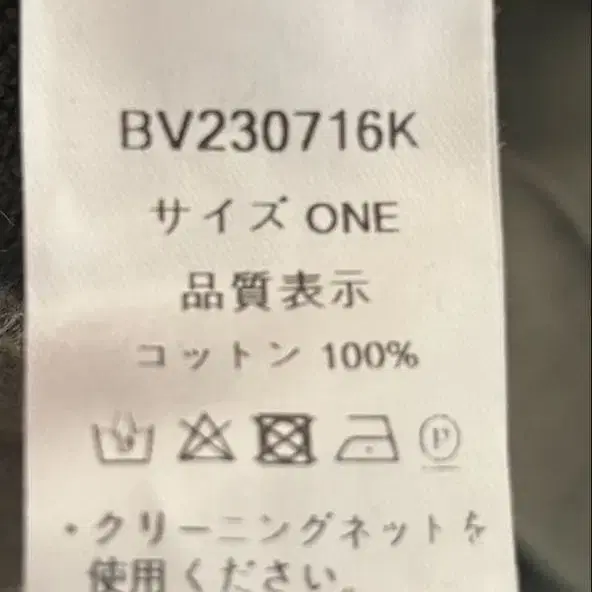 BV230716K
サイズ ONE
品質表示
コットン 100%
P
・クリーニングネットを
使用ください。